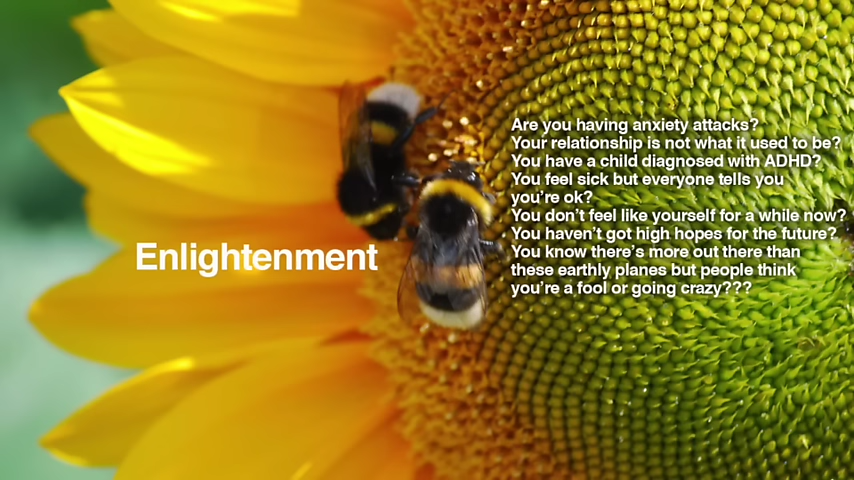 Enlightenment
Are you having anxiety attacks?
Your relationship is not what it used to be?
You have a child diagnosed with ADHD?
You feel sick but everyone tells you
you're ok?
You don't feel like yourself for a while now?
You haven't got high hopes for the future?
You know there's more out there than
these earthly planes but people think
you're a fool or going crazy???